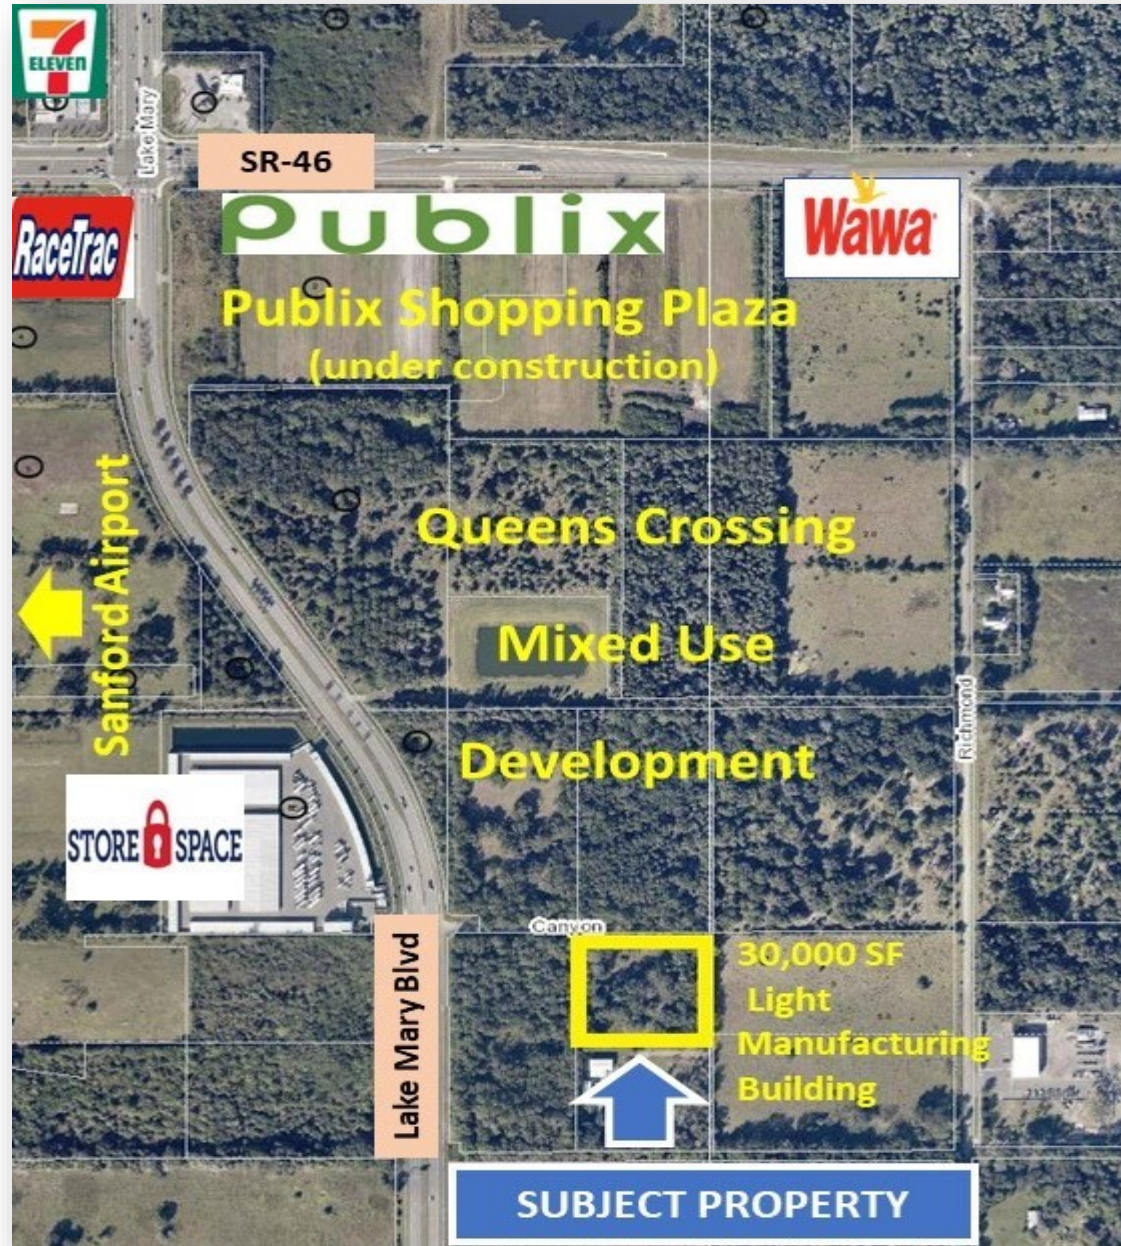 7
ELEVEN
Lake Mary
SR-46
RaceTrac
Publix
Wawa
Publix Shopping Plaza
(under construction)
Sanford Airport
Queens Crossing
Mixed Use
Development
Richmond
STORE SPACE
Canyon
Lake Mary Blvd
30,000 SF
Light
Manufacturing
Building
SUBJECT PROPERTY